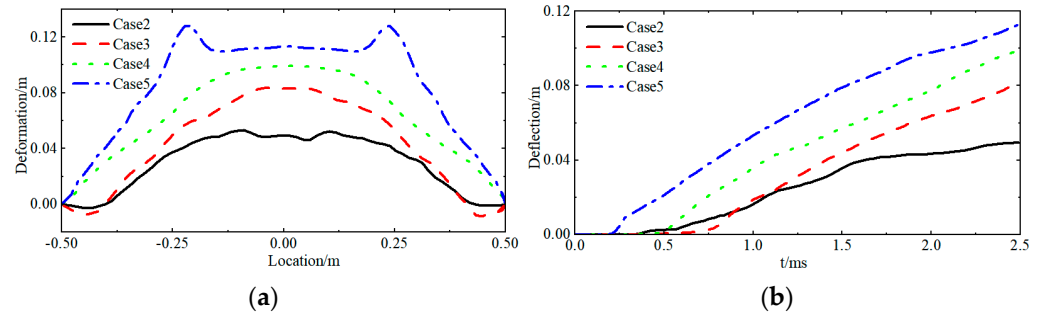 0.12
0.08
0.04
0.00
Deformation/m
Case2
Case3
Case4
Case5
-0.50
-0.25
0.00
0.25
0.50
Location/m
(a)
0.12
0.08
0.04
0.00
Deflection/m
Case2
Case3
Case4
Case5
0.0
0.5
1.0
1.5
2.0
2.5
t/ms
(b)